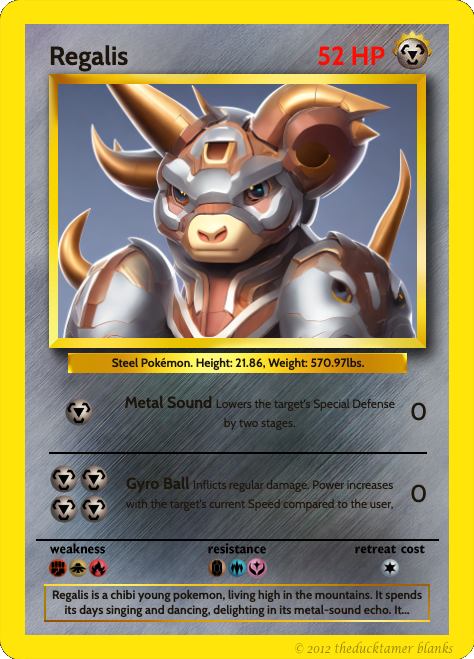 Regalis
52 HP
Steel Pokémon. Height: 21.86, Weight: 570.97lbs.
Metal Sound Lowers the target's Special Defense
by two stages.
0
Gyro Ball Inflicts regular damage. Power increases
with the target's current Speed compared to the user,
0
weakness
resistance
retreat cost
Regalis is a chibi young pokemon, living high in the mountains. It spends
its days singing and dancing, delighting in its metal-sound echo. It...
© 2012 theducktamer blanks